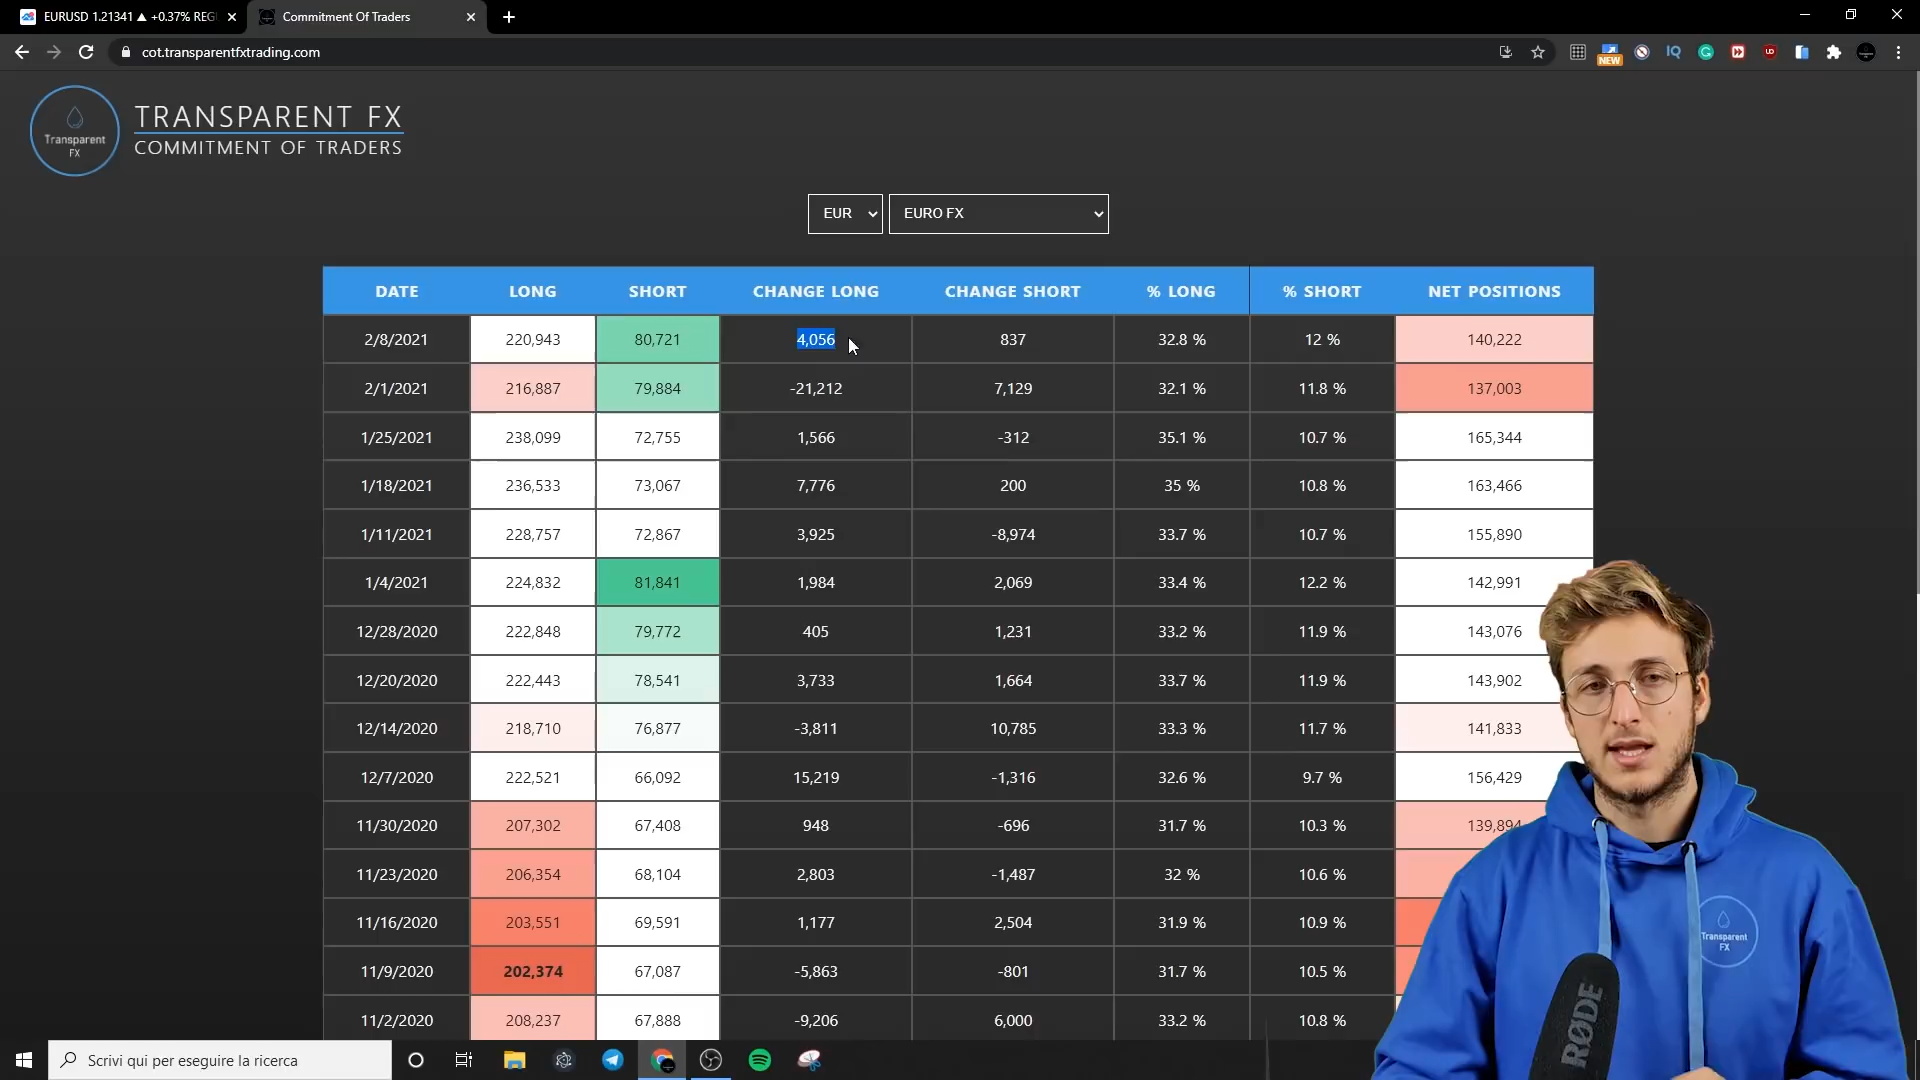 EURUSD 1.21341 ▲ +0.37% REG
Commitment Of Traders
cot.transparentfxtrading.com
NEW
IQ
UD
Transparent
FX
TRANSPARENT FX
COMMITMENT OF TRADERS
EUR EURO FX
DATE LONG SHORT CHANGE LONG CHANGE SHORT % LONG % SHORT NET POSITIONS
2/8/2021 220,943 80,721 4,056 837 32.8 % 12 % 140,222
2/1/2021 216,887 79,884 -21,212 7,129 32.1 % 11.8 % 137,003
1/25/2021 238,099 72,755 1,566 -312 35.1 % 10.7 % 165,344
1/18/2021 236,533 73,067 7,776 200 35 % 10.8 % 163,466
1/11/2021 228,757 72,867 3,925 -8,974 33.7 % 10.7 % 155,890
1/4/2021 224,832 81,841 1,984 2,069 33.4 % 12.2 % 142,991
12/28/2020 222,848 79,772 405 1,231 33.2 % 11.9 % 143,076
12/20/2020 222,443 78,541 3,733 1,664 33.7 % 11.9 % 143,902
12/14/2020 218,710 76,877 -3,811 10,785 33.3 % 11.7 % 141,833
12/7/2020 222,521 66,092 15,219 -1,316 32.6 % 9.7 % 156,429
11/30/2020 207,302 67,408 948 -696 31.7 % 10.3 % 139,894
11/23/2020 206,354 68,104 2,803 -1,487 32 % 10.6 %
11/16/2020 203,551 69,591 1,177 2,504 31.9 % 10.9 %
11/9/2020 202,374 67,087 -5,863 -801 31.7 % 10.5 %
11/2/2020 208,237 67,888 -9,206 6,000 33.2 % 10.8 %
Transparent
FX
RØDE
Scrivi qui per eseguire la ricerca